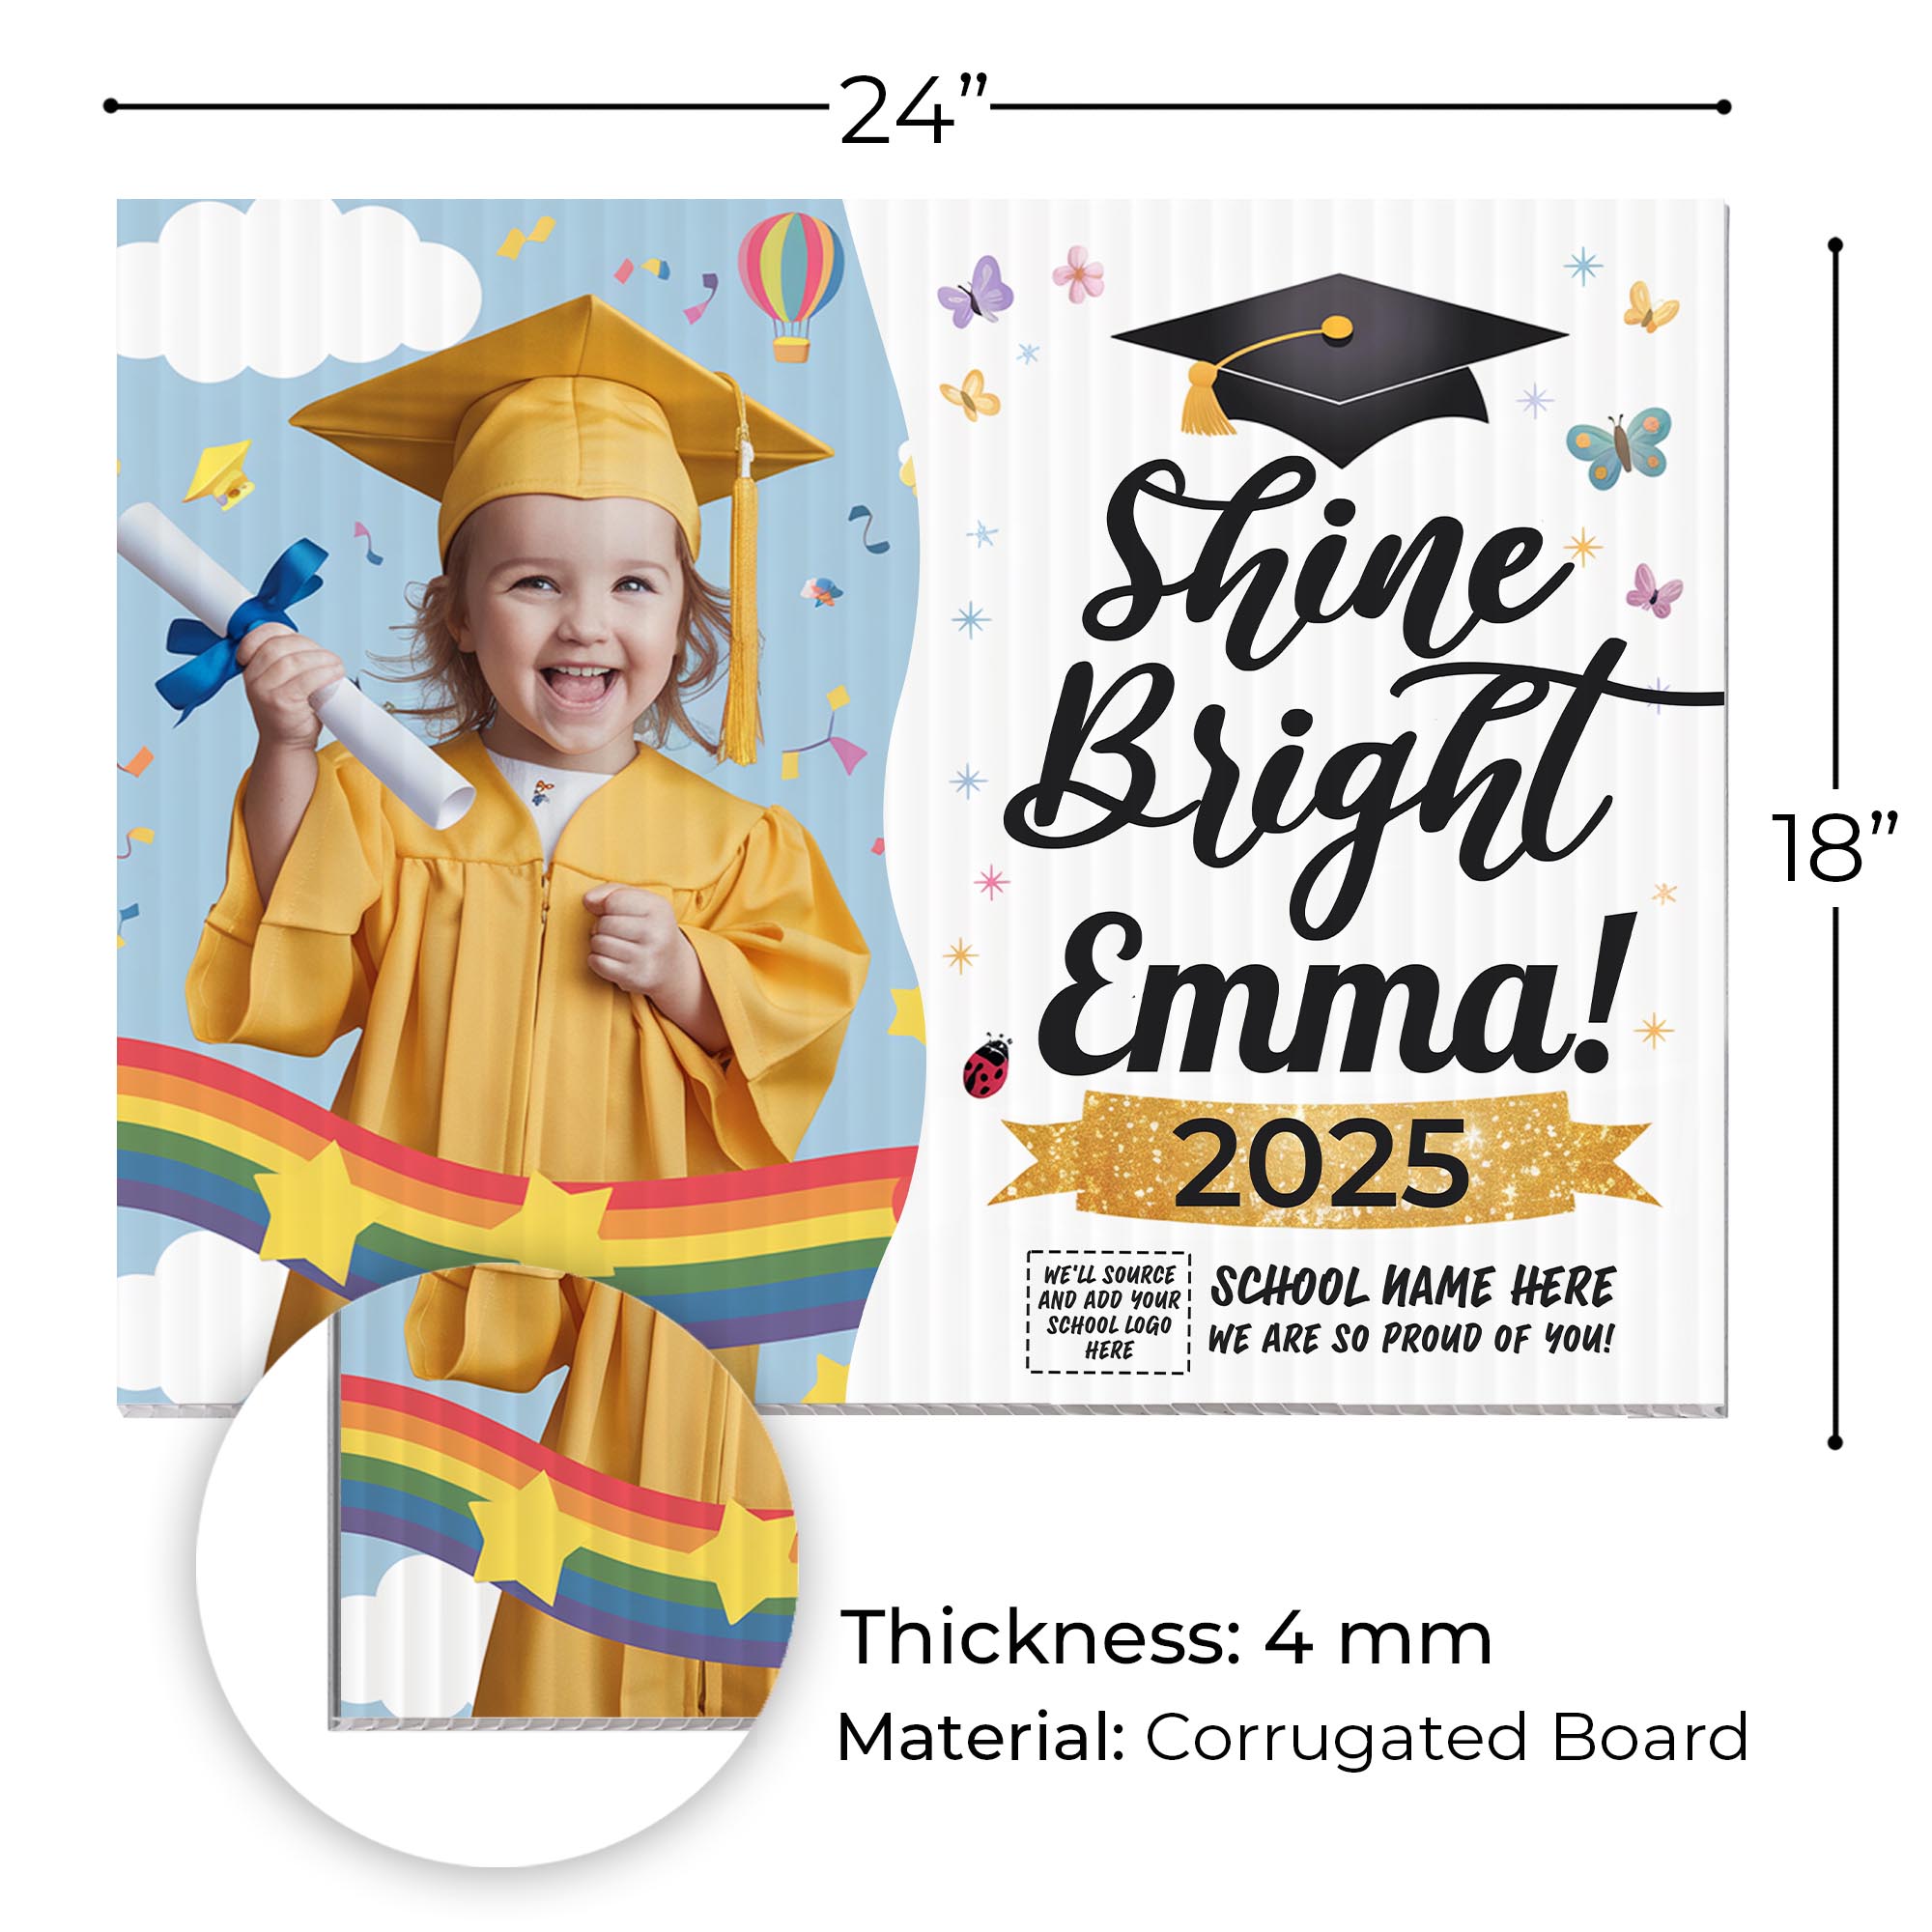 24”
Shine
Bright
Emma!
2025
WE'LL SOURCE
AND ADD YOUR
SCHOOL LOGO
HERE
SCHOOL NAME HERE
WE ARE SO PROUD OF YOU!
18”
Thickness: 4 mm
Material: Corrugated Board